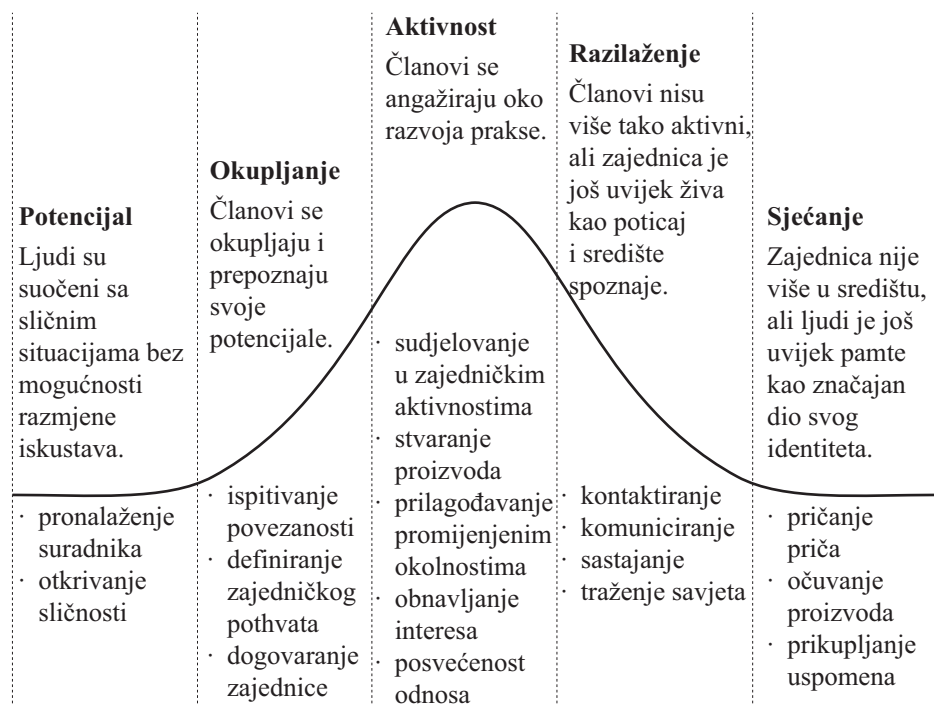 Potencijal
Ljudi su
suočeni sa
sličnim
situacijama bez
mogućnosti
razmjene
iskustava.
· pronalaženje
suradnika
· otkrivanje
sličnosti
Okupljanje
Članovi se
okupljaju i
prepoznaju
svoje
potencijale.
· ispitivanje
povezanosti
· definiranje
zajedničkog
pothvata
· dogovaranje
zajednice
Aktivnost
Članovi se
angažiraju oko
razvoja prakse.
· sudjelovanje
u zajedničkim
aktivnostima
· stvaranje
proizvoda
· prilagođavanje
promijenjenim
okolnostima
· obnavljanje
interesa
· posvećenost
odnosa
Razilaženje
Članovi nisu
više tako aktivni,
ali zajednica je
još uvijek živa
kao poticaj
i središte
spoznaje.
· kontaktiranje
· komuniciranje
· sastajanje
· traženje savjeta
Sjećanje
Zajednica nije
više u središtu,
ali ljudi je još
uvijek pamte
kao značajan
dio svog
identiteta.
· pričanje
priča
· očuvanje
proizvoda
· prikupljanje
uspomena